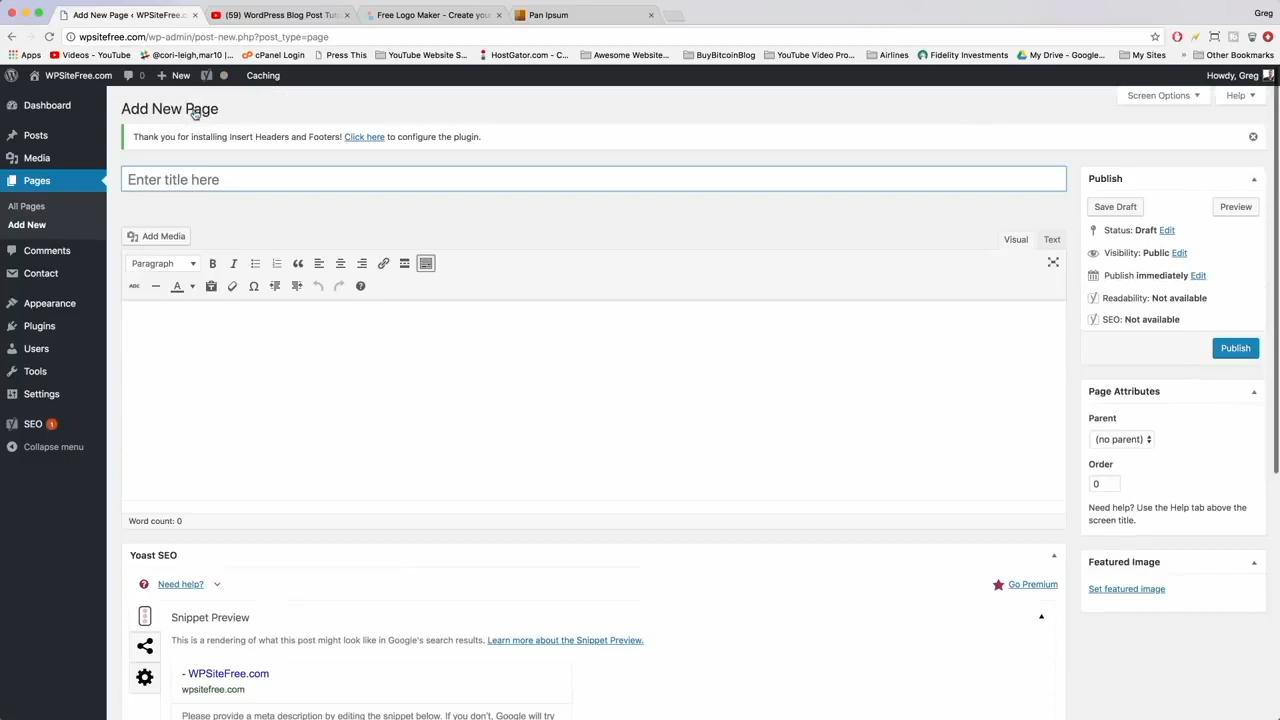 Add New Page ‹ WPSiteFree.co
(59) WordPress Blog Post Tut
Free Logo Maker - Create you
Pan Ipsum
Greg
wpsitefree.com/wp-admin/post-new.php?post_type=page
Apps
Videos - YouTube
@cori-leigh,mar10 |...
cPanel Login
Press This
YouTube Website S...
HostGator.com - C...
Awesome Website...
BuyBitcoinBlog
Airlines
Fidelity Investments
My Drive - Google...
My Sites
Other Bookmarks
WPSiteFree.com
0
New
Caching
Howdy, Greg
Dashboard
Posts
Media
Pages
All Pages
Add New
Comments
Contact
Appearance
Plugins
Users
Tools
Settings
SEO 1
Collapse menu
Add New Page
Screen Options
Help
Thank you for installing Insert Headers and Footers! Click here to configure the plugin.
Enter title here
Add Media
Visual
Text
Paragraph
B
I
ABC
A
Ω
Word count: 0
Yoast SEO
Need help?
Go Premium
Snippet Preview
This is a rendering of what this post might look like in Google's search results. Learn more about the Snippet Preview.
- WPSiteFree.com
wpsitefree.com
Please provide a meta description by editing the snippet below. If you don't, Google will try
Publish
Save Draft
Preview
Status: Draft Edit
Visibility: Public Edit
Publish immediately Edit
Readability: Not available
SEO: Not available
Publish
Page Attributes
Parent
(no parent)
Order
0
Need help? Use the Help tab above the
screen title.
Featured Image
Set featured image